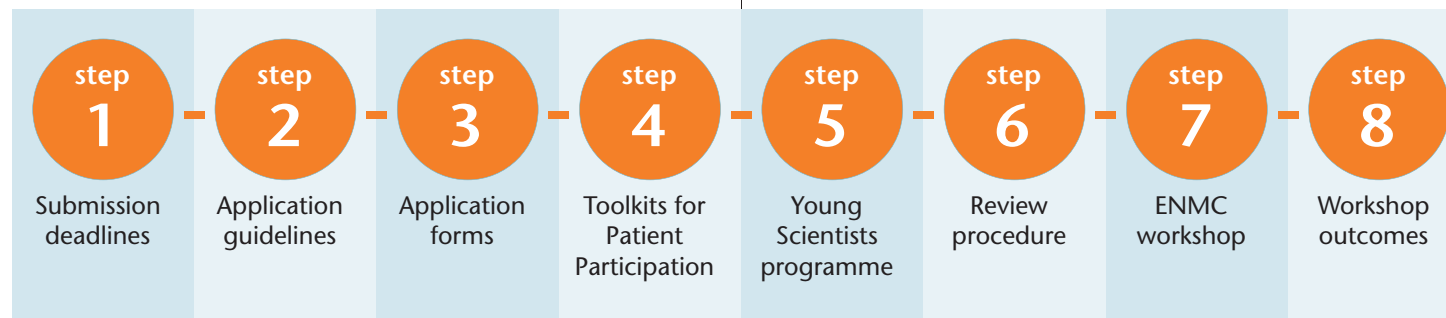 step
1
Submission
deadlines
step
2
Application
guidelines
step
3
Application
forms
step
4
Toolkits for
Patient
Participation
step
5
Young
Scientists
programme
step
6
Review
procedure
step
7
ENMC
workshop
step
8
Workshop
outcomes